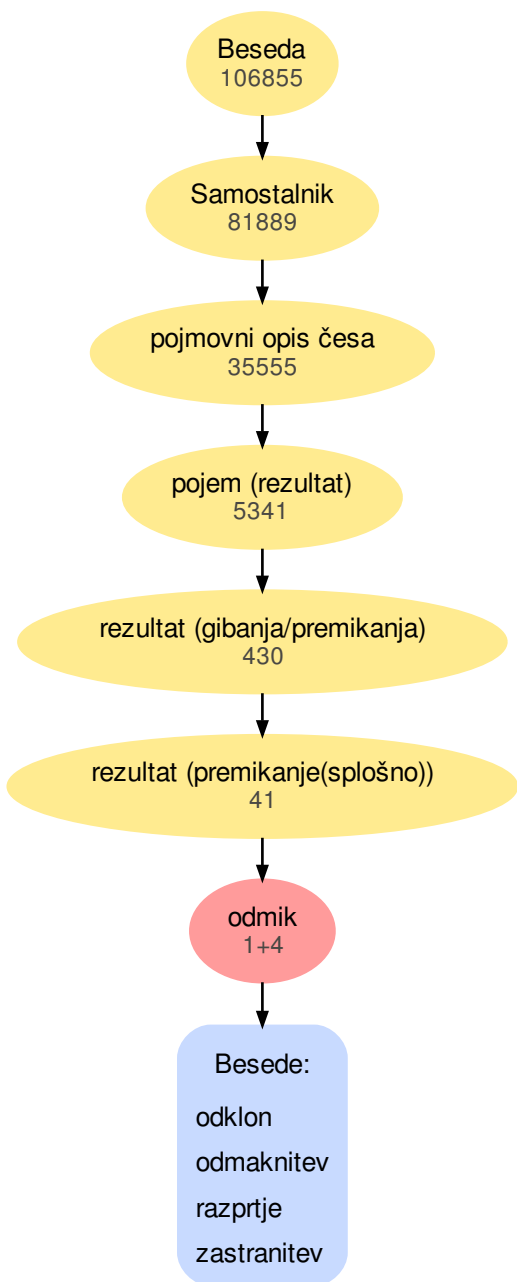 Beseda
106855
Samostalnik
81889
pojmovni opis česa
35555
pojem (rezultat)
5341
rezultat (gibanja/premikanja)
430
rezultat (premikanje(splošno))
41
odmik
1+4
Besede:
odklon
odmaknitev
razprtje
zastranitev